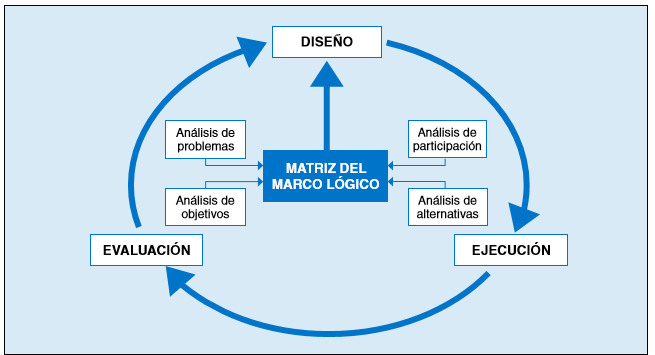 DISEÑO
Análisis de
problemas
Análisis de
participación
MATRIZ DEL
MARCO LÓGICO
Análisis de
objetivos
Análisis de
alternativas
EVALUACIÓN
EJECUCIÓN